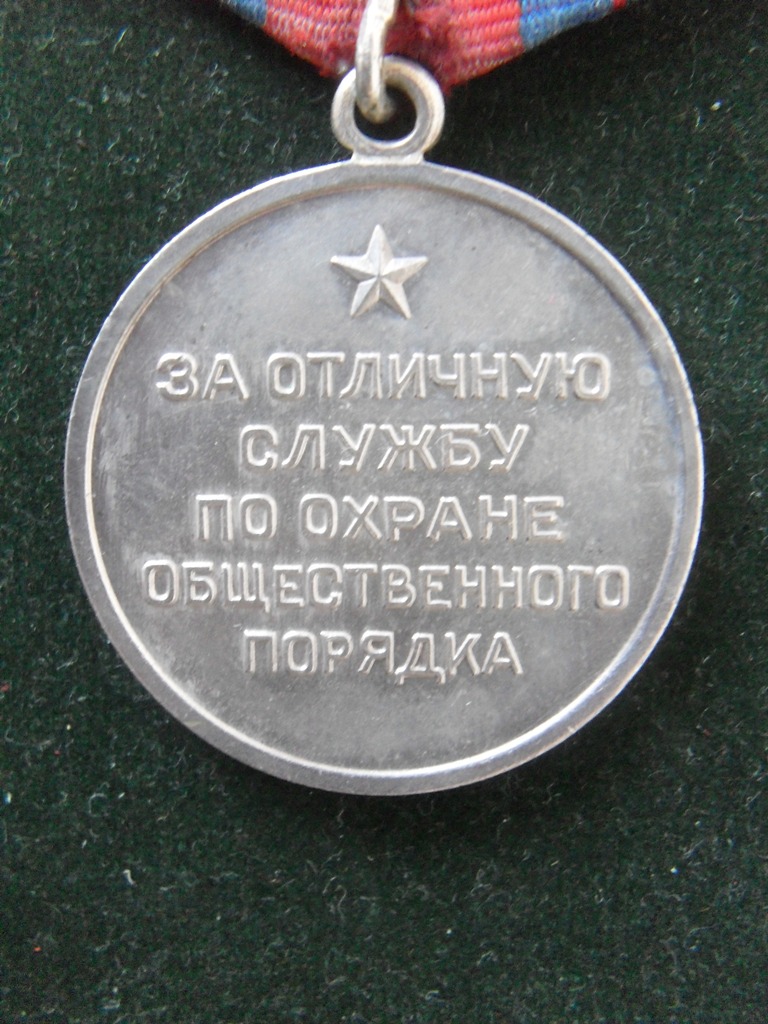 ЗА ОТЛИЧНУЮ
СЛУЖБУ
ПО ОХРАНЕ
ОБЩЕСТВЕННОГО
ПОРЯДКА